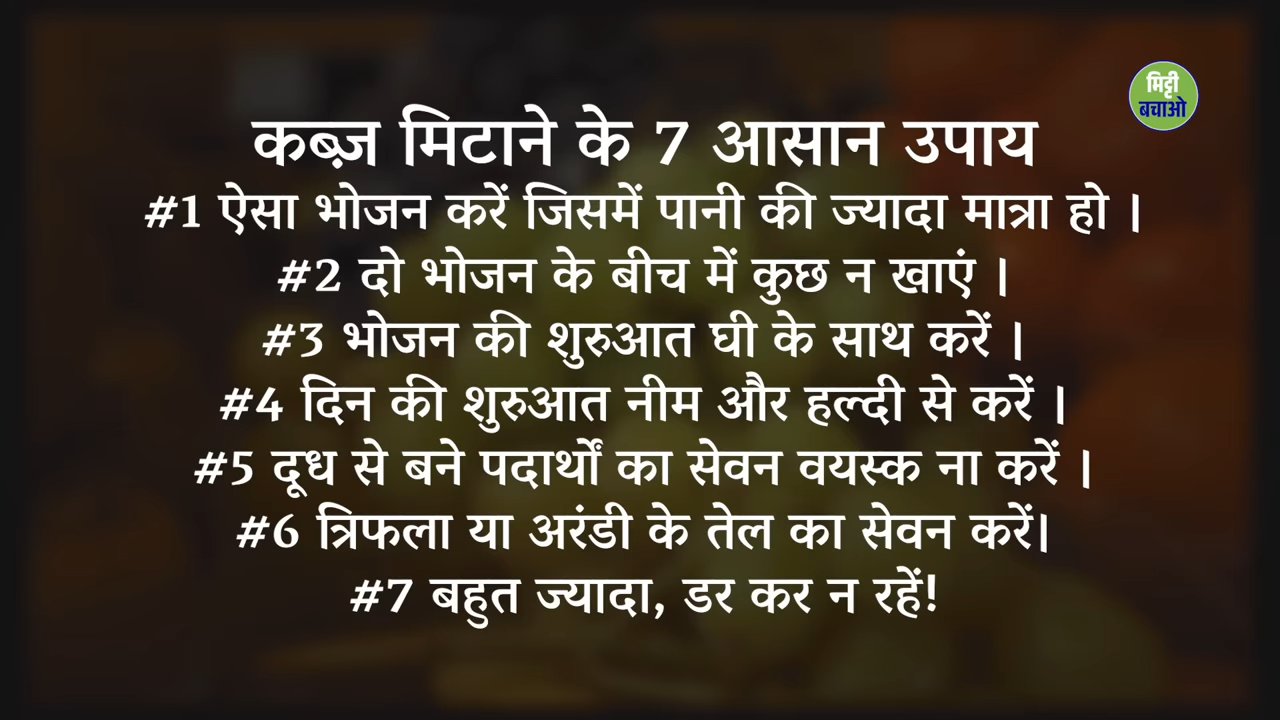 मिट्टी
बचाओ
कब्ज़ मिटाने के 7 आसान उपाय
#1 ऐसा भोजन करें जिसमें पानी की ज्यादा मात्रा हो ।
#2 दो भोजन के बीच में कुछ न खाएं ।
#3 भोजन की शुरुआत घी के साथ करें ।
#4 दिन की शुरुआत नीम और हल्दी से करें ।
#5 दूध से बने पदार्थों का सेवन वयस्क ना करें ।
#6 त्रिफला या अरंडी के तेल का सेवन करें।
#7 बहुत ज्यादा, डर कर न रहें!